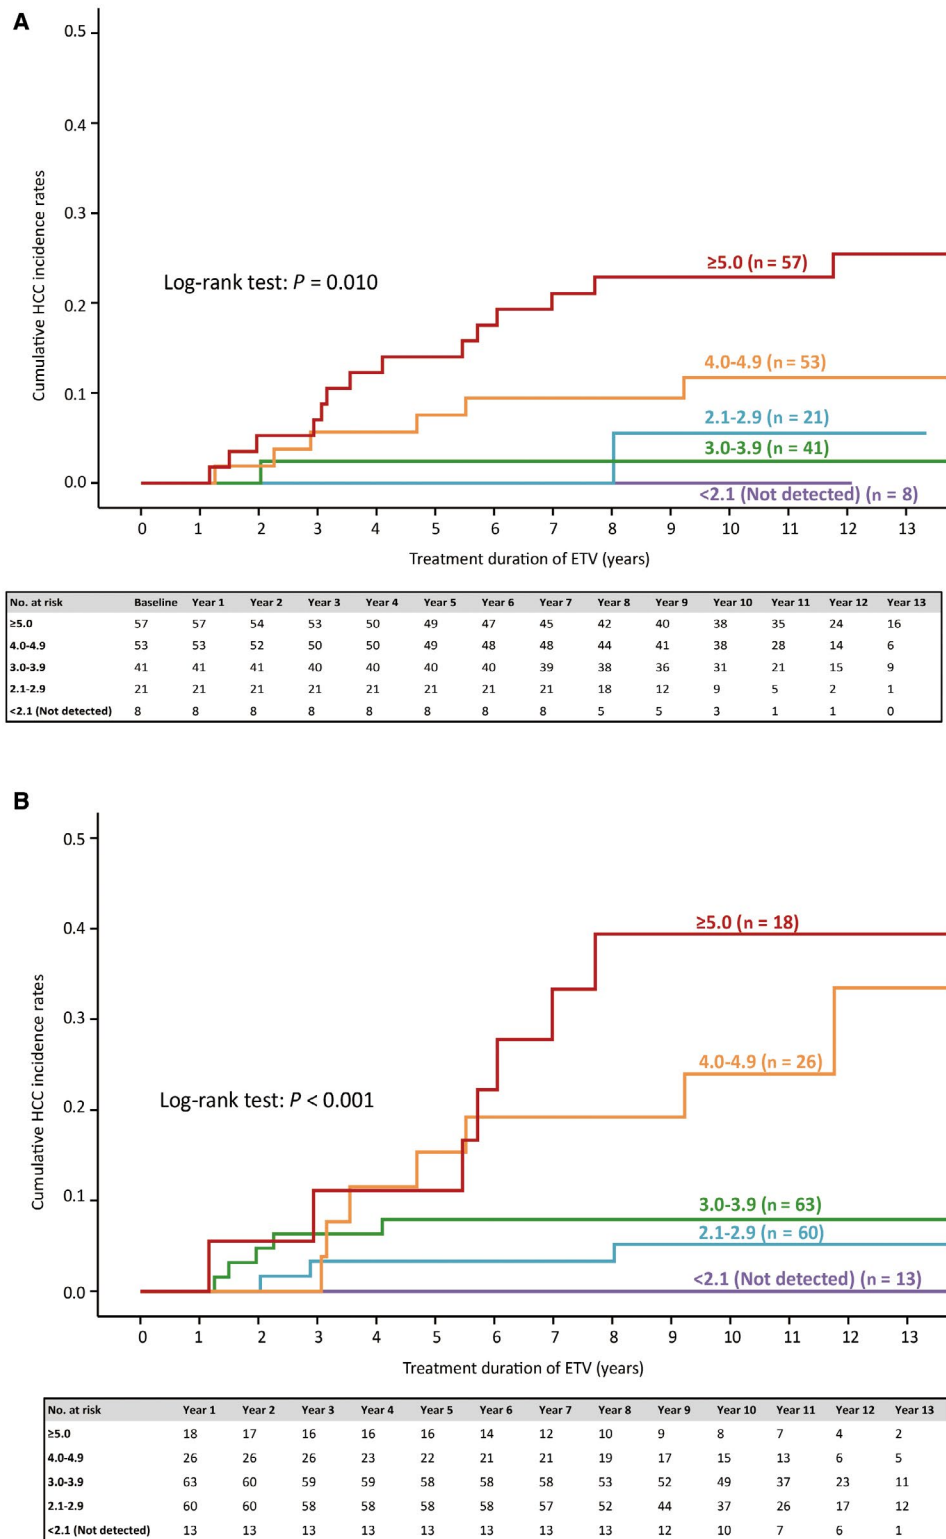 A
0.5
0.4
0.3
0.2
0.1
0.0
Cumulative HCC incidence rates
Log-rank test: P = 0.010
≥5.0 (n = 57)
4.0-4.9 (n = 53)
2.1-2.9 (n = 21)
3.0-3.9 (n = 41)
<2.1 (Not detected) (n = 8)
0 1 2 3 4 5 6 7 8 9 10 11 12 13
Treatment duration of ETV (years)
No. at risk Baseline Year 1 Year 2 Year 3 Year 4 Year 5 Year 6 Year 7 Year 8 Year 9 Year 10 Year 11 Year 12 Year 13
≥5.0 57 57 54 53 50 49 47 45 42 40 38 35 24 16
4.0-4.9 53 53 52 50 50 49 48 48 44 41 38 28 14 6
3.0-3.9 41 41 41 40 40 40 40 39 38 36 31 21 15 9
2.1-2.9 21 21 21 21 21 21 21 21 18 12 9 5 2 1
<2.1 (Not detected) 8 8 8 8 8 8 8 8 5 5 3 1 1 0
B
0.5
0.4
0.3
0.2
0.1
0.0
Cumulative HCC incidence rates
Log-rank test: P < 0.001
≥5.0 (n = 18)
4.0-4.9 (n = 26)
3.0-3.9 (n = 63)
2.1-2.9 (n = 60)
<2.1 (Not detected) (n = 13)
0 1 2 3 4 5 6 7 8 9 10 11 12 13
Treatment duration of ETV (years)
No. at risk Year 1 Year 2 Year 3 Year 4 Year 5 Year 6 Year 7 Year 8 Year 9 Year 10 Year 11 Year 12 Year 13
≥5.0 18 17 16 16 16 14 12 10 9 8 7 4 2
4.0-4.9 26 26 26 23 22 21 21 19 17 15 13 6 5
3.0-3.9 63 60 59 59 58 58 58 53 52 49 37 23 11
2.1-2.9 60 60 58 58 58 58 57 52 44 37 26 17 12
<2.1 (Not detected) 13 13 13 13 13 13 13 13 12 10 7 6 1